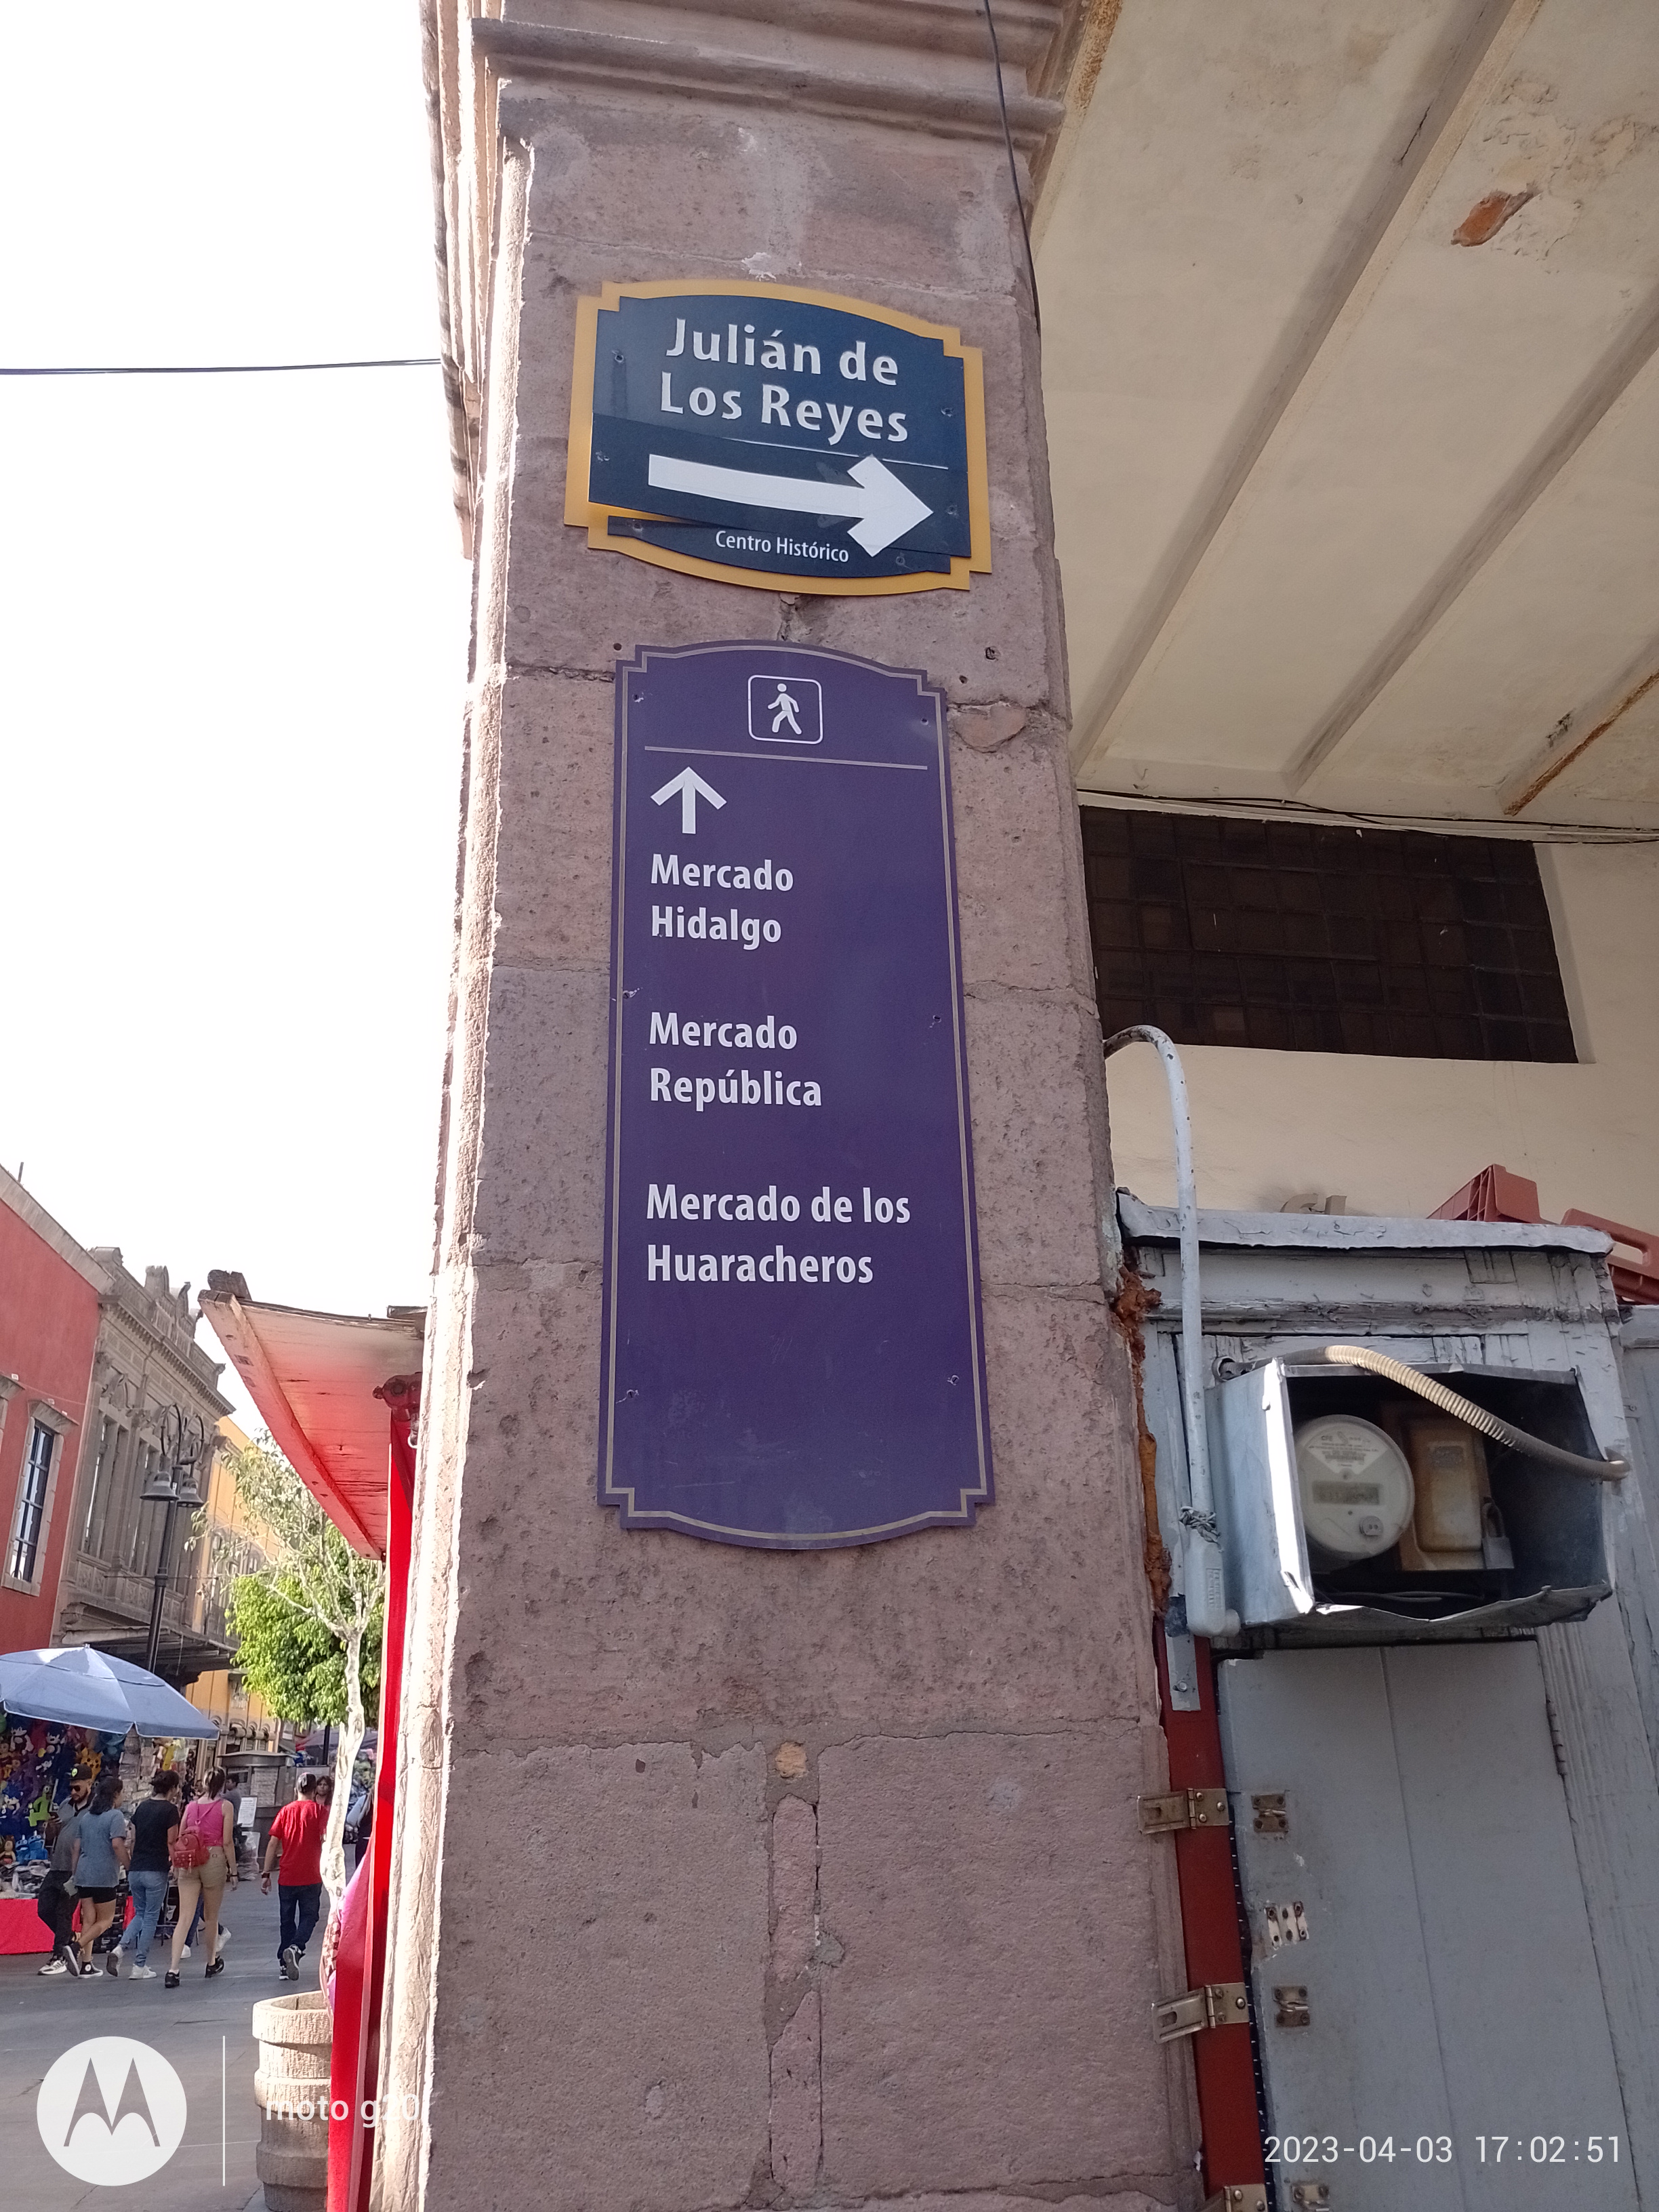 Julián de
Los Reyes
Centro Histórico
Mercado
Hidalgo
Mercado
República
Mercado de los
Huaracheros
moto g20
2023-04-03 17:02:51